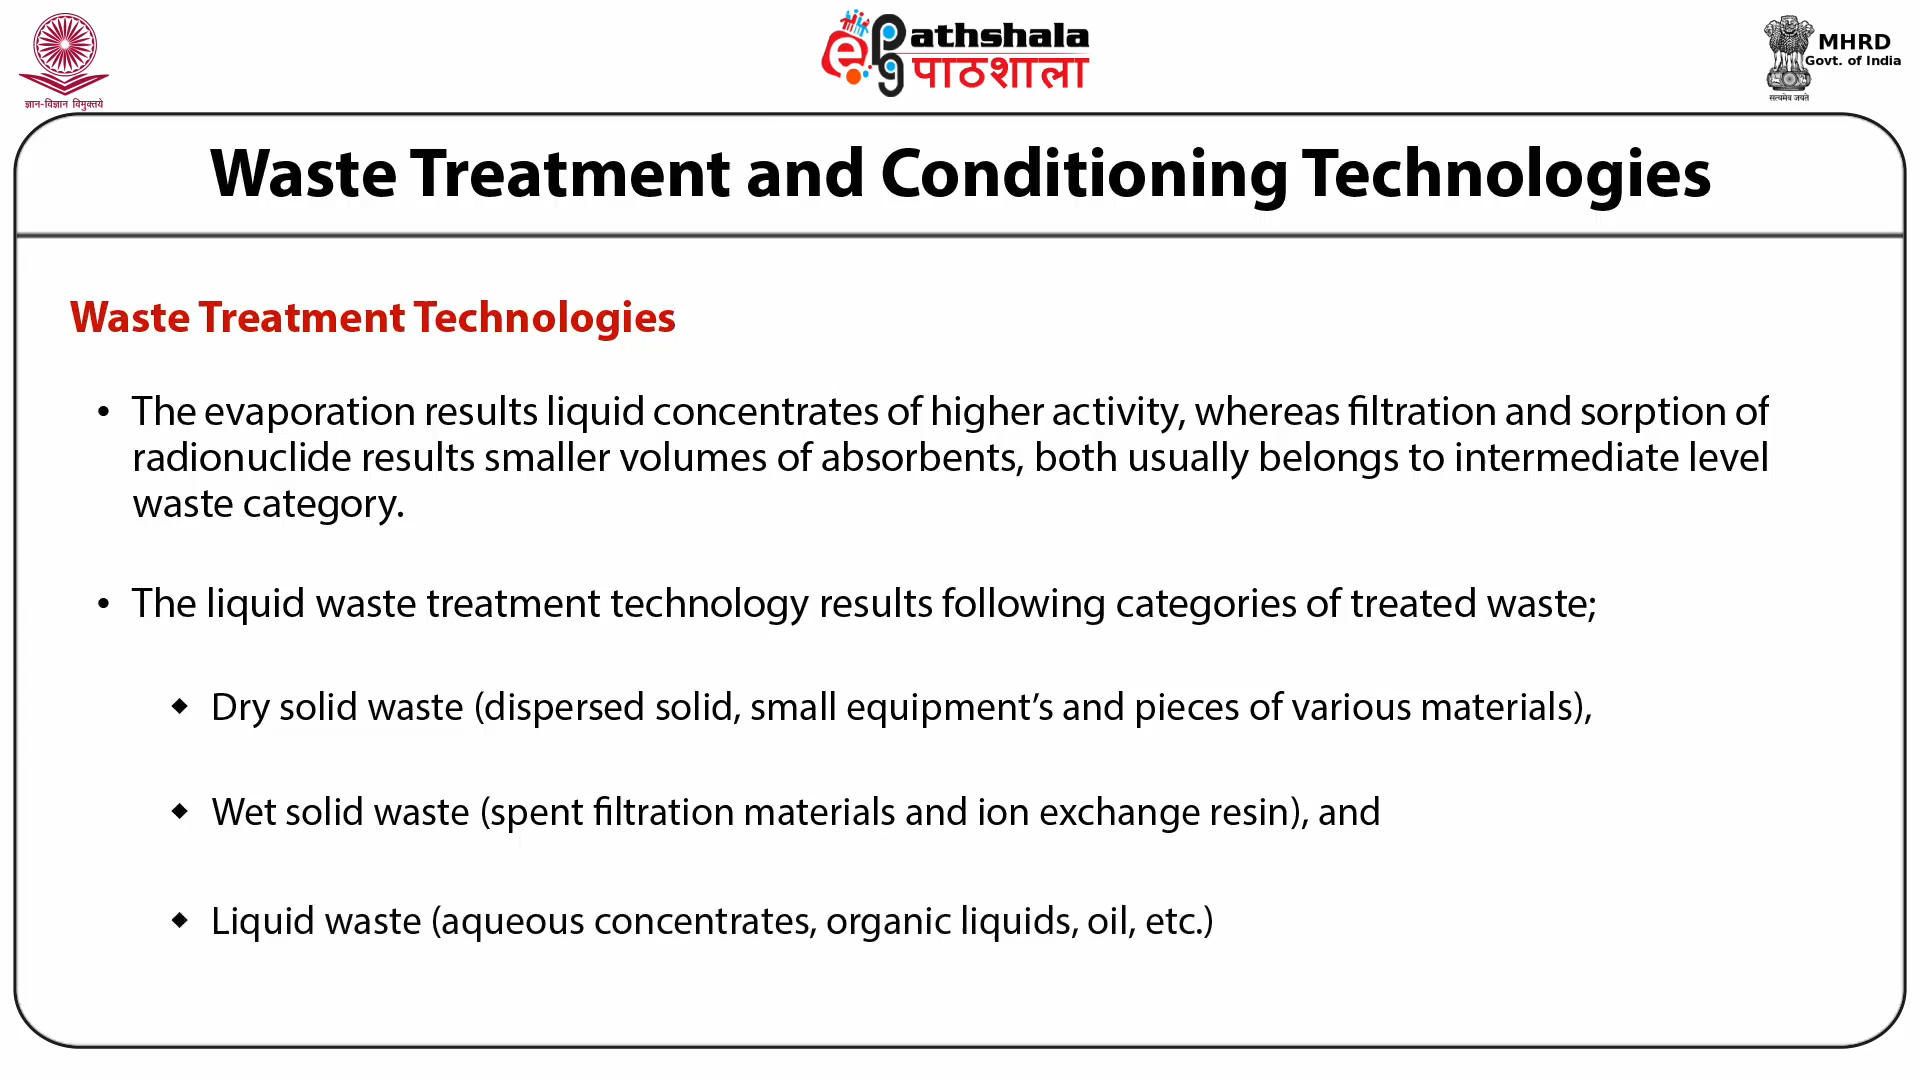 ज्ञान-विज्ञान विमुक्तये
ePathshala
पाठशाला
MHRD
Govt. of India
सत्यमेव जयते
Waste Treatment and Conditioning Technologies
Waste Treatment Technologies
• The evaporation results liquid concentrates of higher activity, whereas filtration and sorption of
radionuclide results smaller volumes of absorbents, both usually belongs to intermediate level
waste category.
• The liquid waste treatment technology results following categories of treated waste;
◆ Dry solid waste (dispersed solid, small equipment’s and pieces of various materials),
◆ Wet solid waste (spent filtration materials and ion exchange resin), and
◆ Liquid waste (aqueous concentrates, organic liquids, oil, etc.)